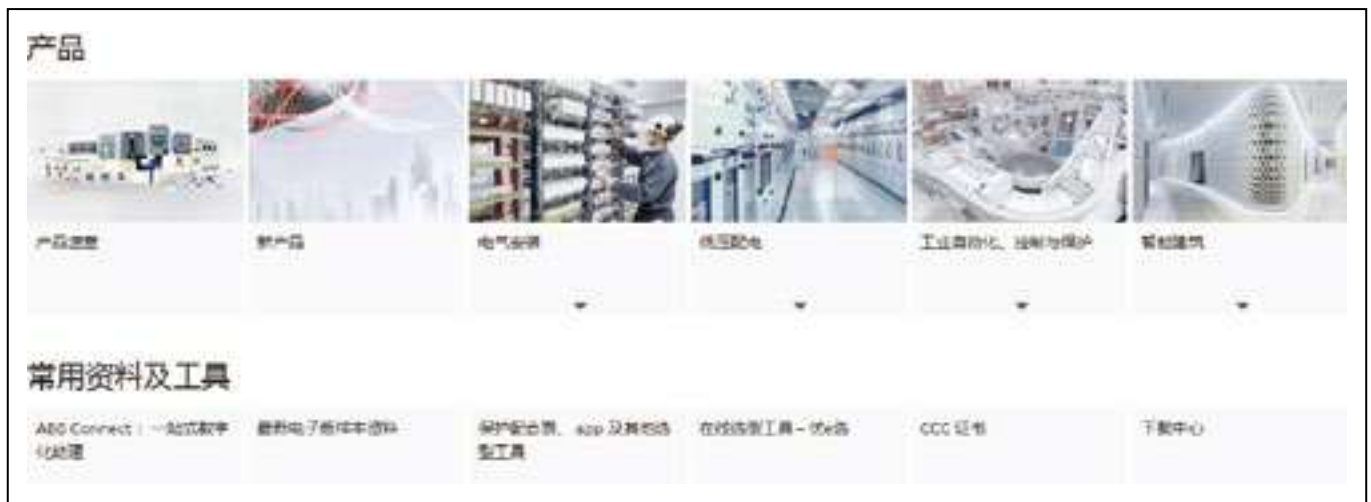 产品
产品速览
新产品
电气安装
低压配电
工业自动化、控制与保护
智能建筑
常用资料及工具
ABB Connect：一站式数字
化助理
最新电子版样本资料
保护配合表、app 及其他选
型工具
在线选型工具 - 优e选
CCC 证书
下载中心